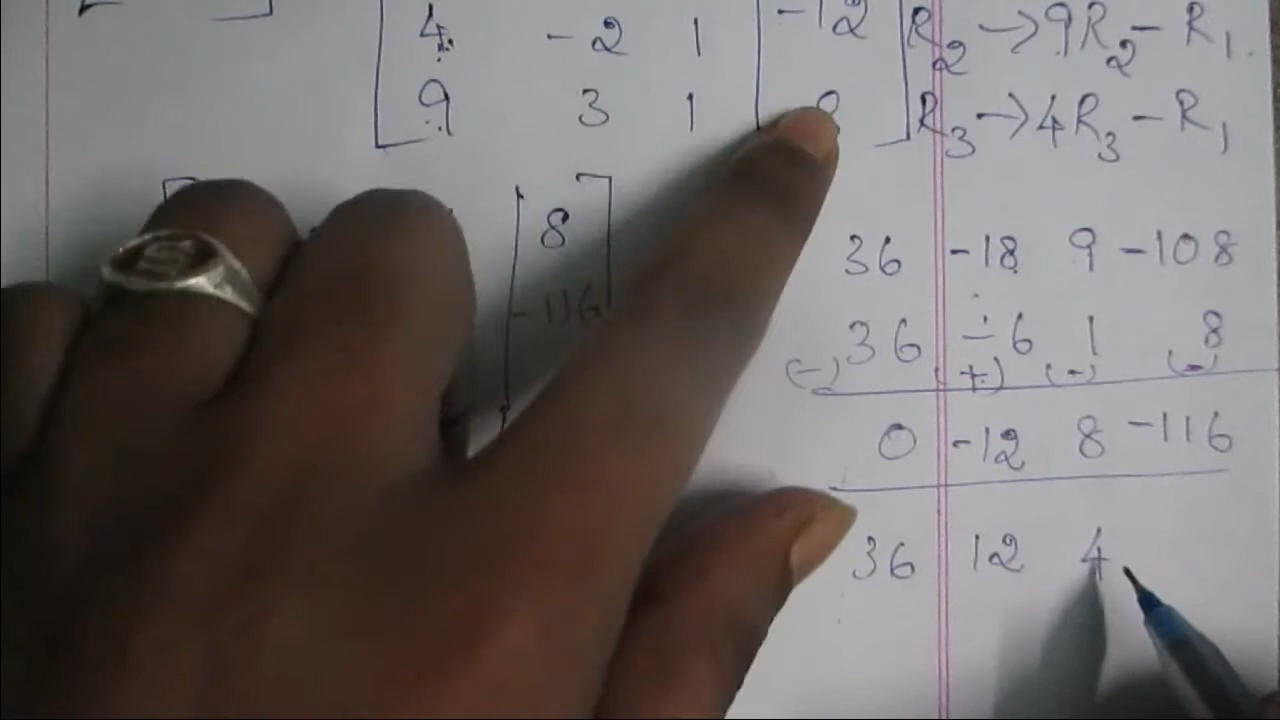 4 -2 1 -12 R₂ → 9R₂ - R₁
9 3 1 R₃ → 4R₃ - R₁
8
-116
36 -18 9 -108
36 -6 1 8
(-) (+) (-) (-)
0 -12 8 -116
36 12 4